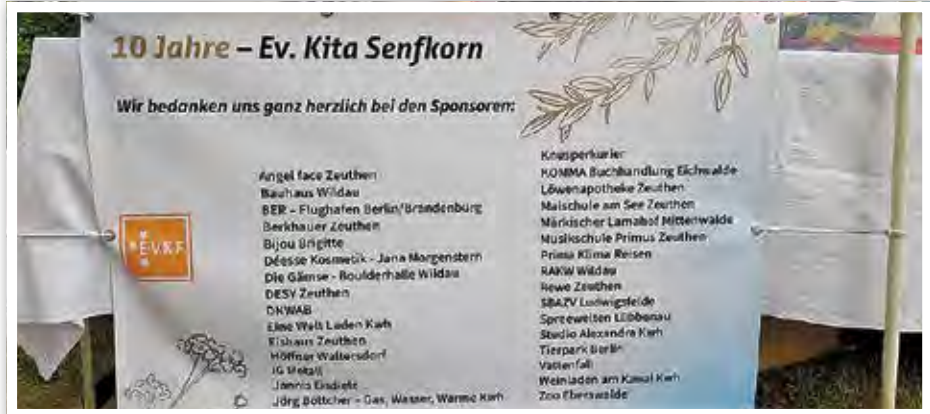 10 Jahre – Ev. Kita Senfkorn
Wir bedanken uns ganz herzlich bei den Sponsoren:
Angel face Zeuthen
Bauhaus Wildau
BER – Flughafen Berlin/Brandenburg
Berkhauer Zeuthen
Bijou Brigitte
Déesse Kosmetik - Jana Morgenstern
Die Gämse - Boulderhalle Wildau
DESY Zeuthen
DNWAB
Eine Welt Laden Kwh
Eishaus Zeuthen
Höffner Waltersdorf
IG Metall
Jannis Eisdiele
Jörg Böttcher – Gas, Wasser, Wärme Kwh
Knusperkurier
KOMMA Buchhandlung Eichwalde
Löwenapotheke Zeuthen
Malschule am See Zeuthen
Märkischer Lamahof Mittenwalde
Musikschule Primus Zeuthen
Prima Klima Reisen
RAKW Wildau
Rewe Zeuthen
SBAZV Ludwigsfelde
Spreewelten Lübbenau
Studio Alexandra Kwh
Tierpark Berlin
Vattenfall
Weinladen am Kanal Kwh
Zoo Eberswalde